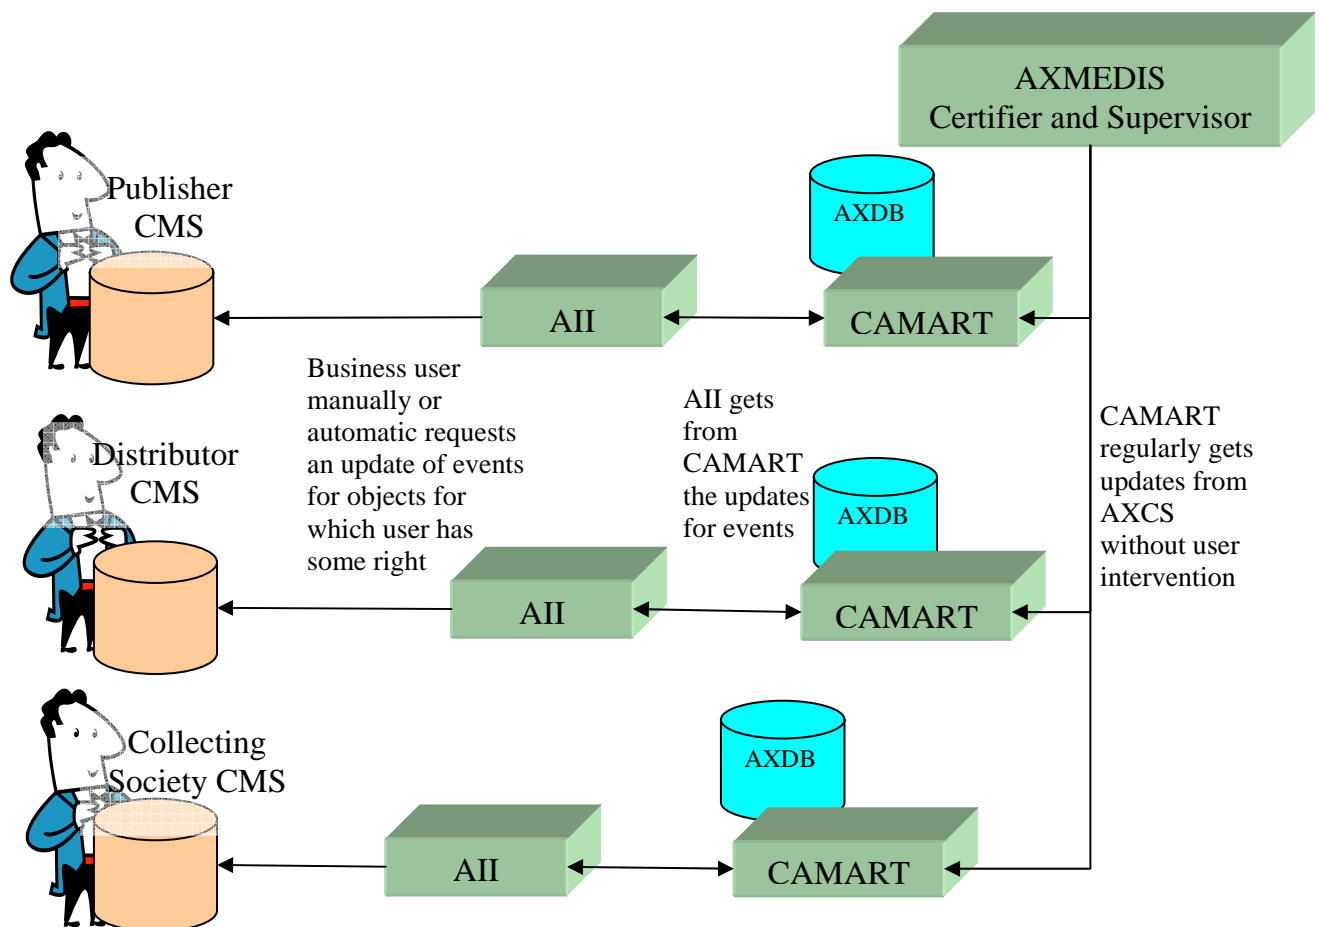 AXMEDIS
Certifier and Supervisor
Publisher
CMS
AXDB
AII
CAMART
Business user
manually or
automatic requests
an update of events
for objects for
which user has
some right
AII gets
from
CAMART
the updates
for events
CAMART
regularly gets
updates from
AXCS
without user
intervention
Distributor
CMS
AXDB
AII
CAMART
Collecting
Society CMS
AXDB
AII
CAMART